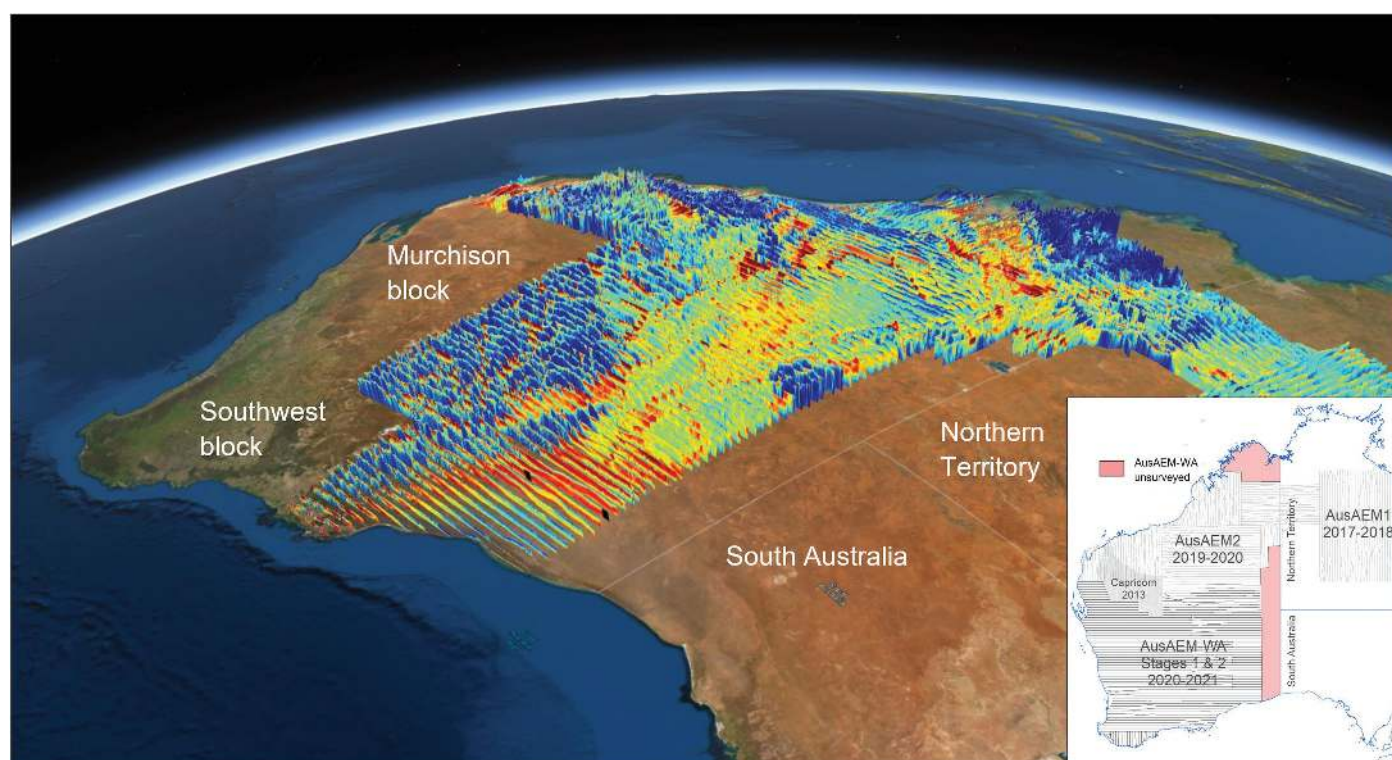 Murchison
block
Southwest
block
Northern
Territory
South Australia
AusAEM-WA
unsurveyed
AusAEM1
2017-2018
AusAEM2
2019-2020
Northern Territory
Capricorn
2013
AusAEM-WA
Stages 1 & 2
2020-2021
South Australia